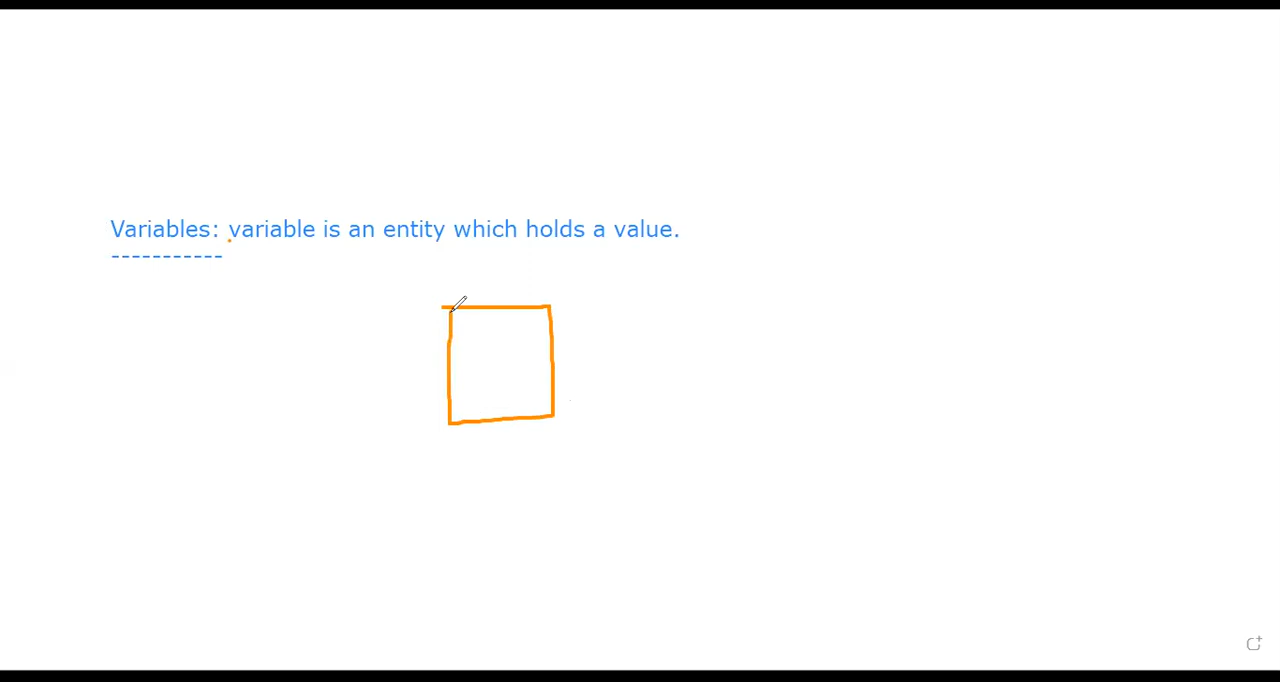 Variables: variable is an entity which holds a value.
-----------